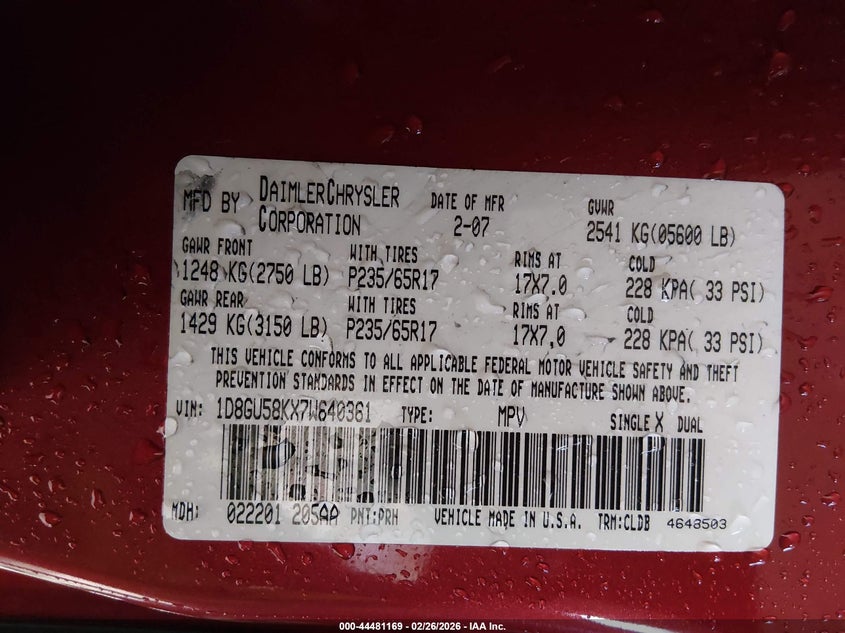 MFD BY DAIMLERCHRYSLER CORPORATION DATE OF MFR 2-07 GVWR 2541 KG(05600 LB)
GAWR FRONT WITH TIRES RIMS AT COLD
1248 KG(2750 LB) P235/65R17 17X7.0 228 KPA( 33 PSI)
GAWR REAR WITH TIRES RIMS AT COLD
1429 KG(3150 LB) P235/65R17 17X7.0 228 KPA( 33 PSI)
THIS VEHICLE CONFORMS TO ALL APPLICABLE FEDERAL MOTOR VEHICLE SAFETY AND THEFT
PREVENTION STANDARDS IN EFFECT ON THE DATE OF MANUFACTURE SHOWN ABOVE.
VIN: 1D8GU58KX7W640361 TYPE: MPV SINGLE X DUAL
MDH: 022201 205AA PNT:PRH VEHICLE MADE IN U.S.A. TRM:CLDB 4648503
000-44481169 - 02/26/2026 - IAA Inc.